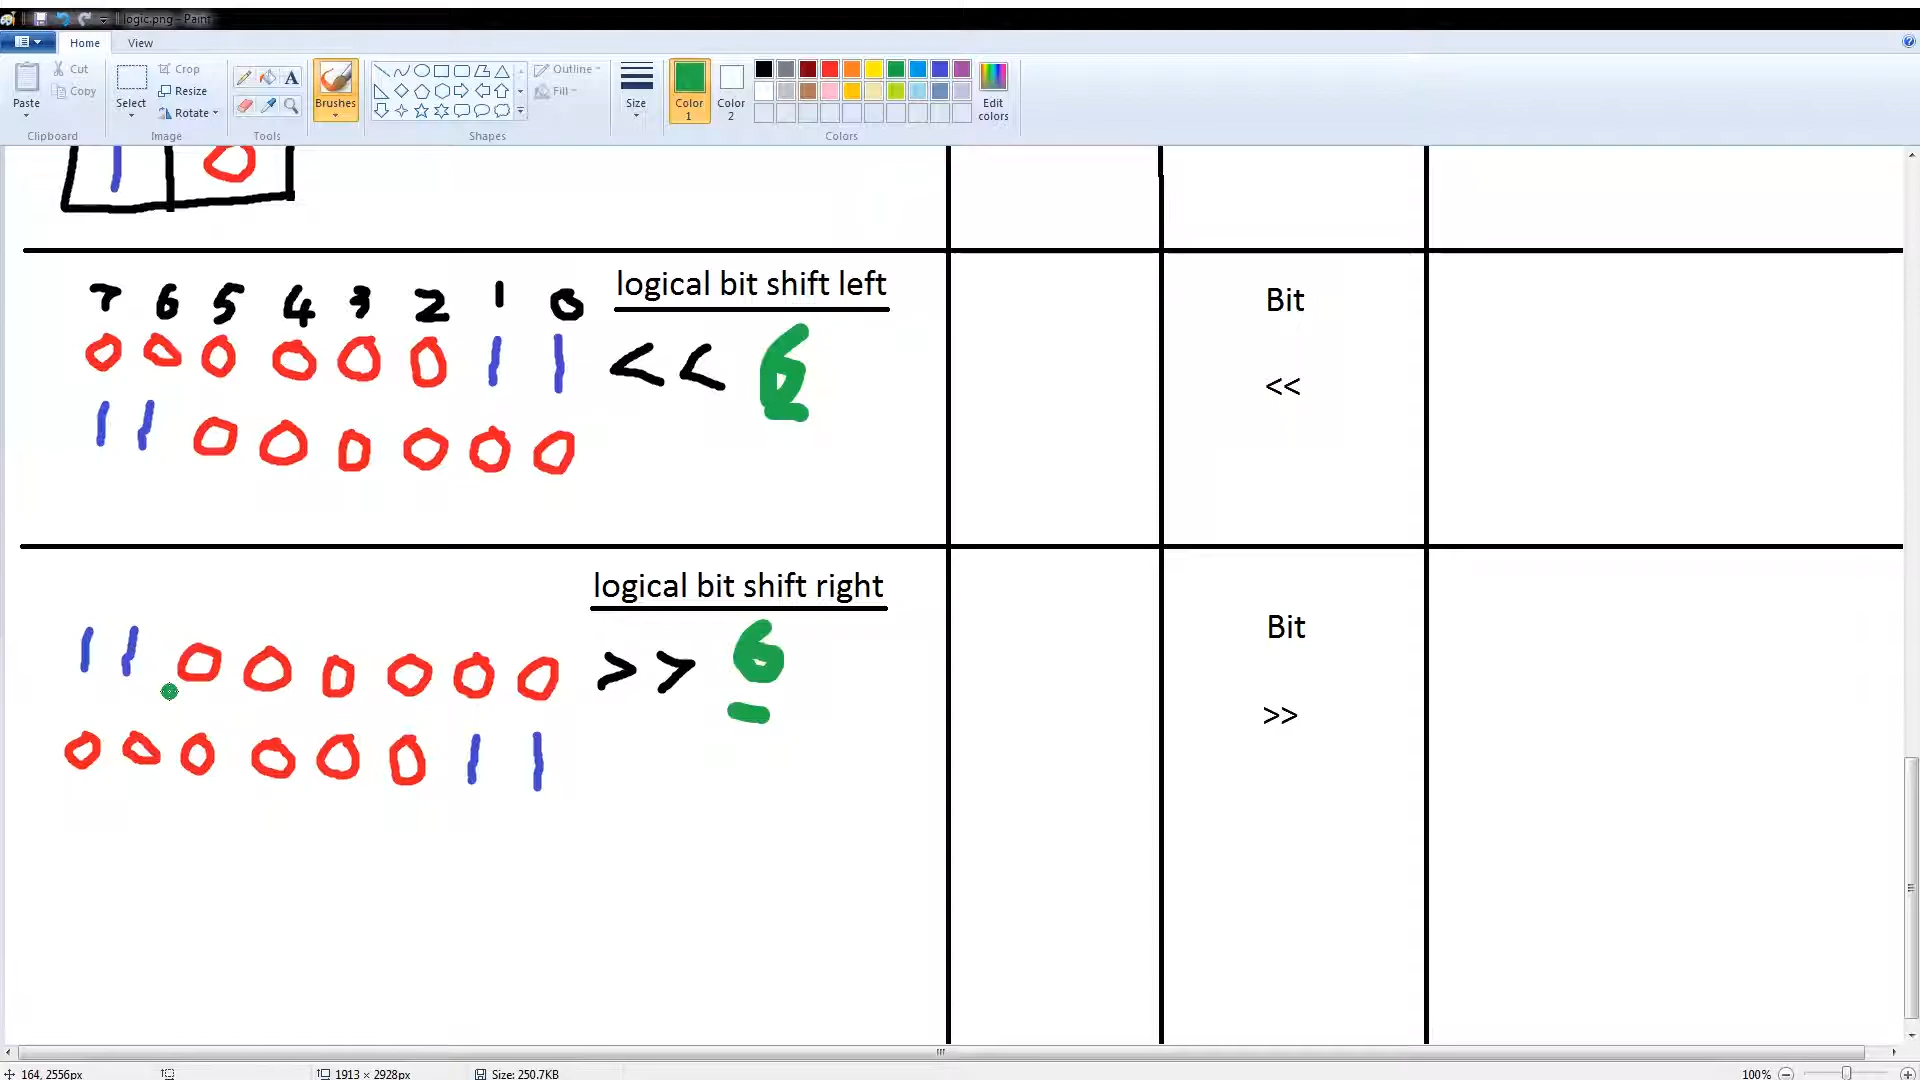 logic.png - Paint
Home View
Paste Cut Copy Clipboard
Select Crop Resize Rotate Image
A Tools
Brushes
Shapes Outline Fill
Size
Color 1 Color 2 Edit colors Colors
1 0
logical bit shift left
7 6 5 4 3 2 1 0
0 0 0 0 0 0 1 1 << 6
1 1 0 0 0 0 0 0
Bit
<<
logical bit shift right
1 1 0 0 0 0 0 0 >> 6
0 0 0 0 0 0 1 1
Bit
>>
164, 2556px 1913 × 2928px Size: 250.7KB 100%